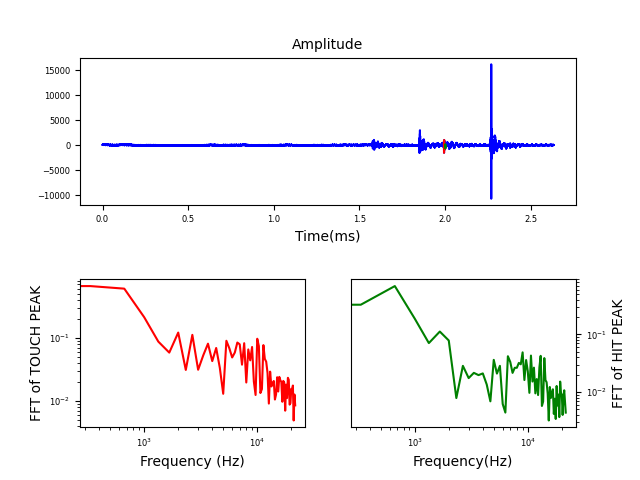 Amplitude
15000
10000
5000
0
−5000
−10000
0.0 0.5 1.0 1.5 2.0 2.5
Time(ms)
FFT of TOUCH PEAK
10⁻¹
10⁻²
10³ 10⁴
Frequency (Hz)
10³ 10⁴
Frequency(Hz)
10⁻¹
10⁻²
FFT of HIT PEAK